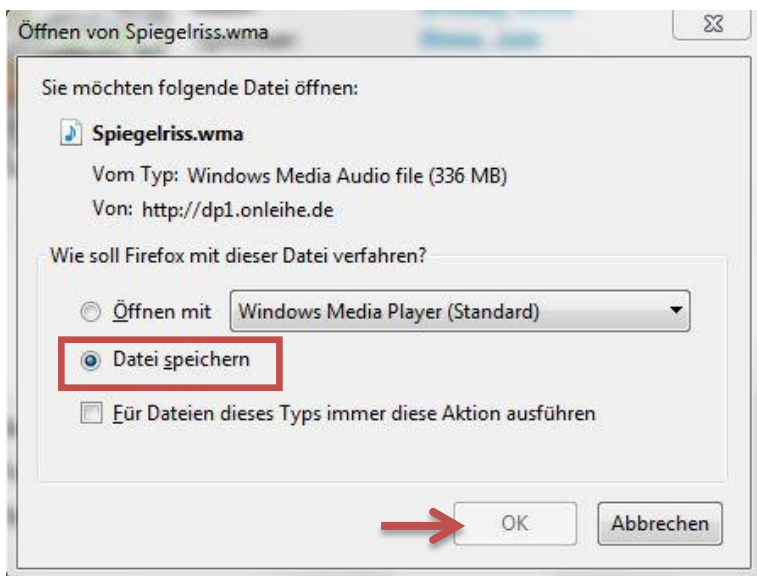 Öffnen von Spiegelriss.wma
Sie möchten folgende Datei öffnen:
Spiegelriss.wma
Vom Typ: Windows Media Audio file (336 MB)
Von: http://dp1.onleihe.de
Wie soll Firefox mit dieser Datei verfahren?
Öffnen mit Windows Media Player (Standard)
Datei speichern
Für Dateien dieses Typs immer diese Aktion ausführen
OK Abbrechen